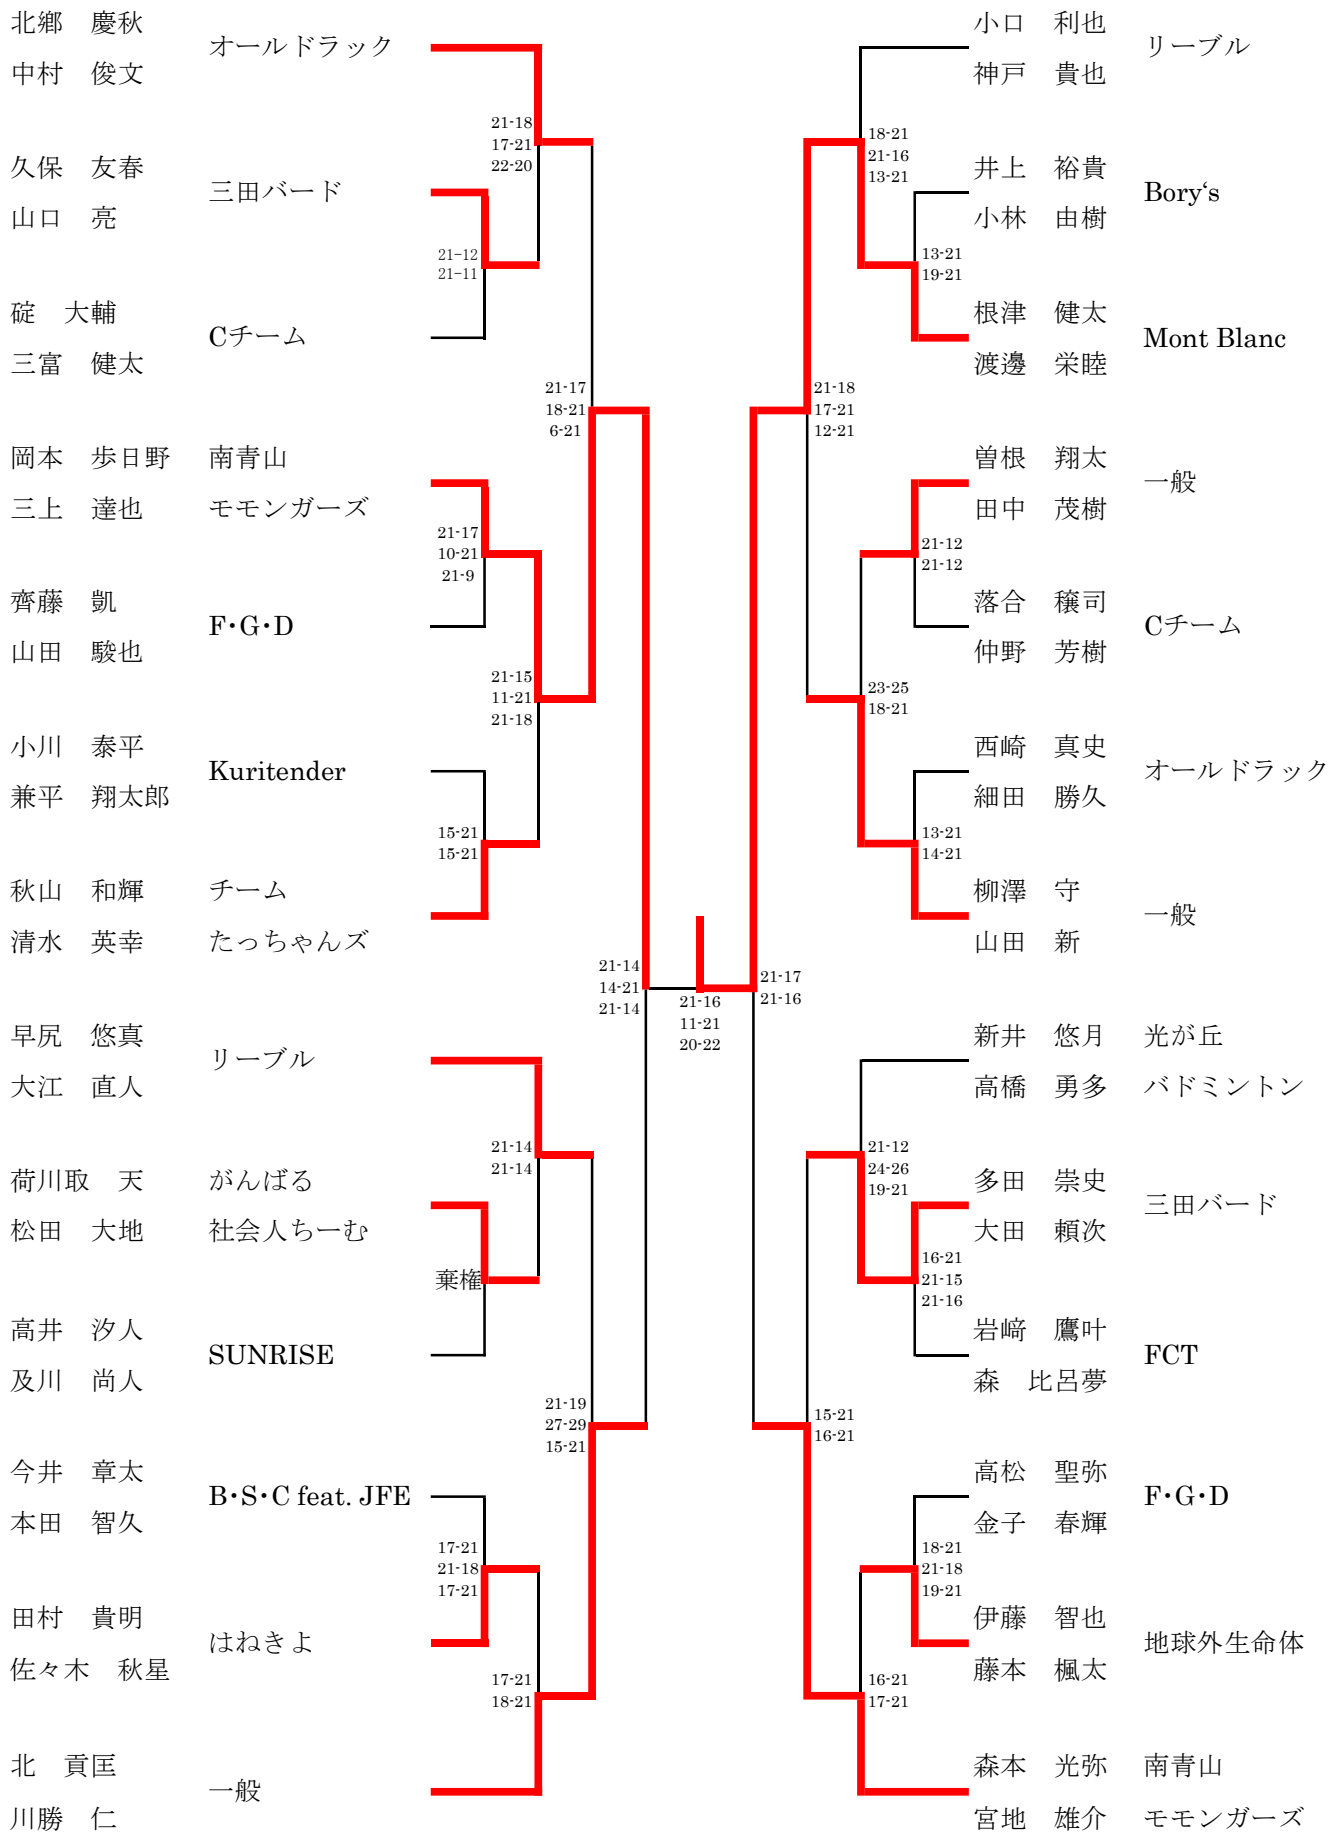 北郷　慶秋
オールドラック
中村　俊文
21-18
17-21
22-20
久保　友春
三田バード
山口　亮
21-12
21-11
碇　大輔
Cチーム
三富　健太
21-17
18-21
6-21
岡本　歩日野　南青山
三上　達也　モモンガーズ
21-17
10-21
21-9
齊藤　凱
F・G・D
山田　駿也
21-15
11-21
21-18
小川　泰平
Kuritender
兼平　翔太郎
15-21
15-21
秋山　和輝　チーム
清水　英幸　たっちゃんズ
21-14
14-21
21-14
早尻　悠真
リーブル
大江　直人
21-14
21-14
荷川取　天　がんばる
松田　大地　社会人ちーむ
棄権
高井　汐人
SUNRISE
及川　尚人
21-19
27-29
15-21
今井　章太
B・S・C feat. JFE
本田　智久
17-21
21-18
17-21
田村　貴明
はねきよ
佐々木　秋星
17-21
18-21
北　貢匡
一般
川勝　仁
21-16
11-21
20-22
小口　利也
リーブル
神戸　貴也
18-21
21-16
13-21
井上　裕貴
Bory‘s
小林　由樹
13-21
19-21
根津　健太
Mont Blanc
渡邊　栄睦
21-18
17-21
12-21
曽根　翔太
一般
田中　茂樹
21-12
21-12
落合　穣司
Cチーム
仲野　芳樹
23-25
18-21
西崎　真史
オールドラック
細田　勝久
13-21
14-21
柳澤　守
一般
山田　新
21-17
21-16
新井　悠月　光が丘
高橋　勇多　バドミントン
21-12
24-26
19-21
多田　崇史
三田バード
大田　頼次
16-21
21-15
21-16
岩﨑　鷹叶
FCT
森　比呂夢
15-21
16-21
高松　聖弥
F・G・D
金子　春輝
18-21
21-18
19-21
伊藤　智也
地球外生命体
藤本　楓太
16-21
17-21
森本　光弥　南青山
宮地　雄介　モモンガーズ